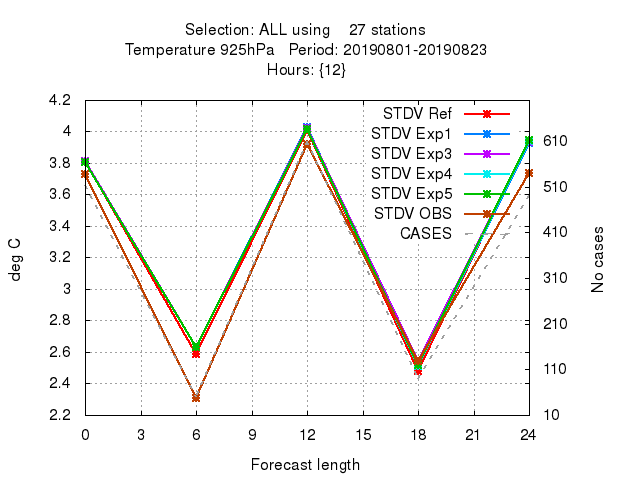 Selection: ALL using    27 stations
Temperature 925hPa   Period: 20190801-20190823
Hours: {12}
STDV Ref
STDV Exp1
STDV Exp3
STDV Exp4
STDV Exp5
STDV OBS
CASES
4.2
4
3.8
3.6
3.4
3.2
3
2.8
2.6
2.4
2.2
deg C
610
510
410
310
210
110
10
No cases
0 3 6 9 12 15 18 21 24
Forecast length